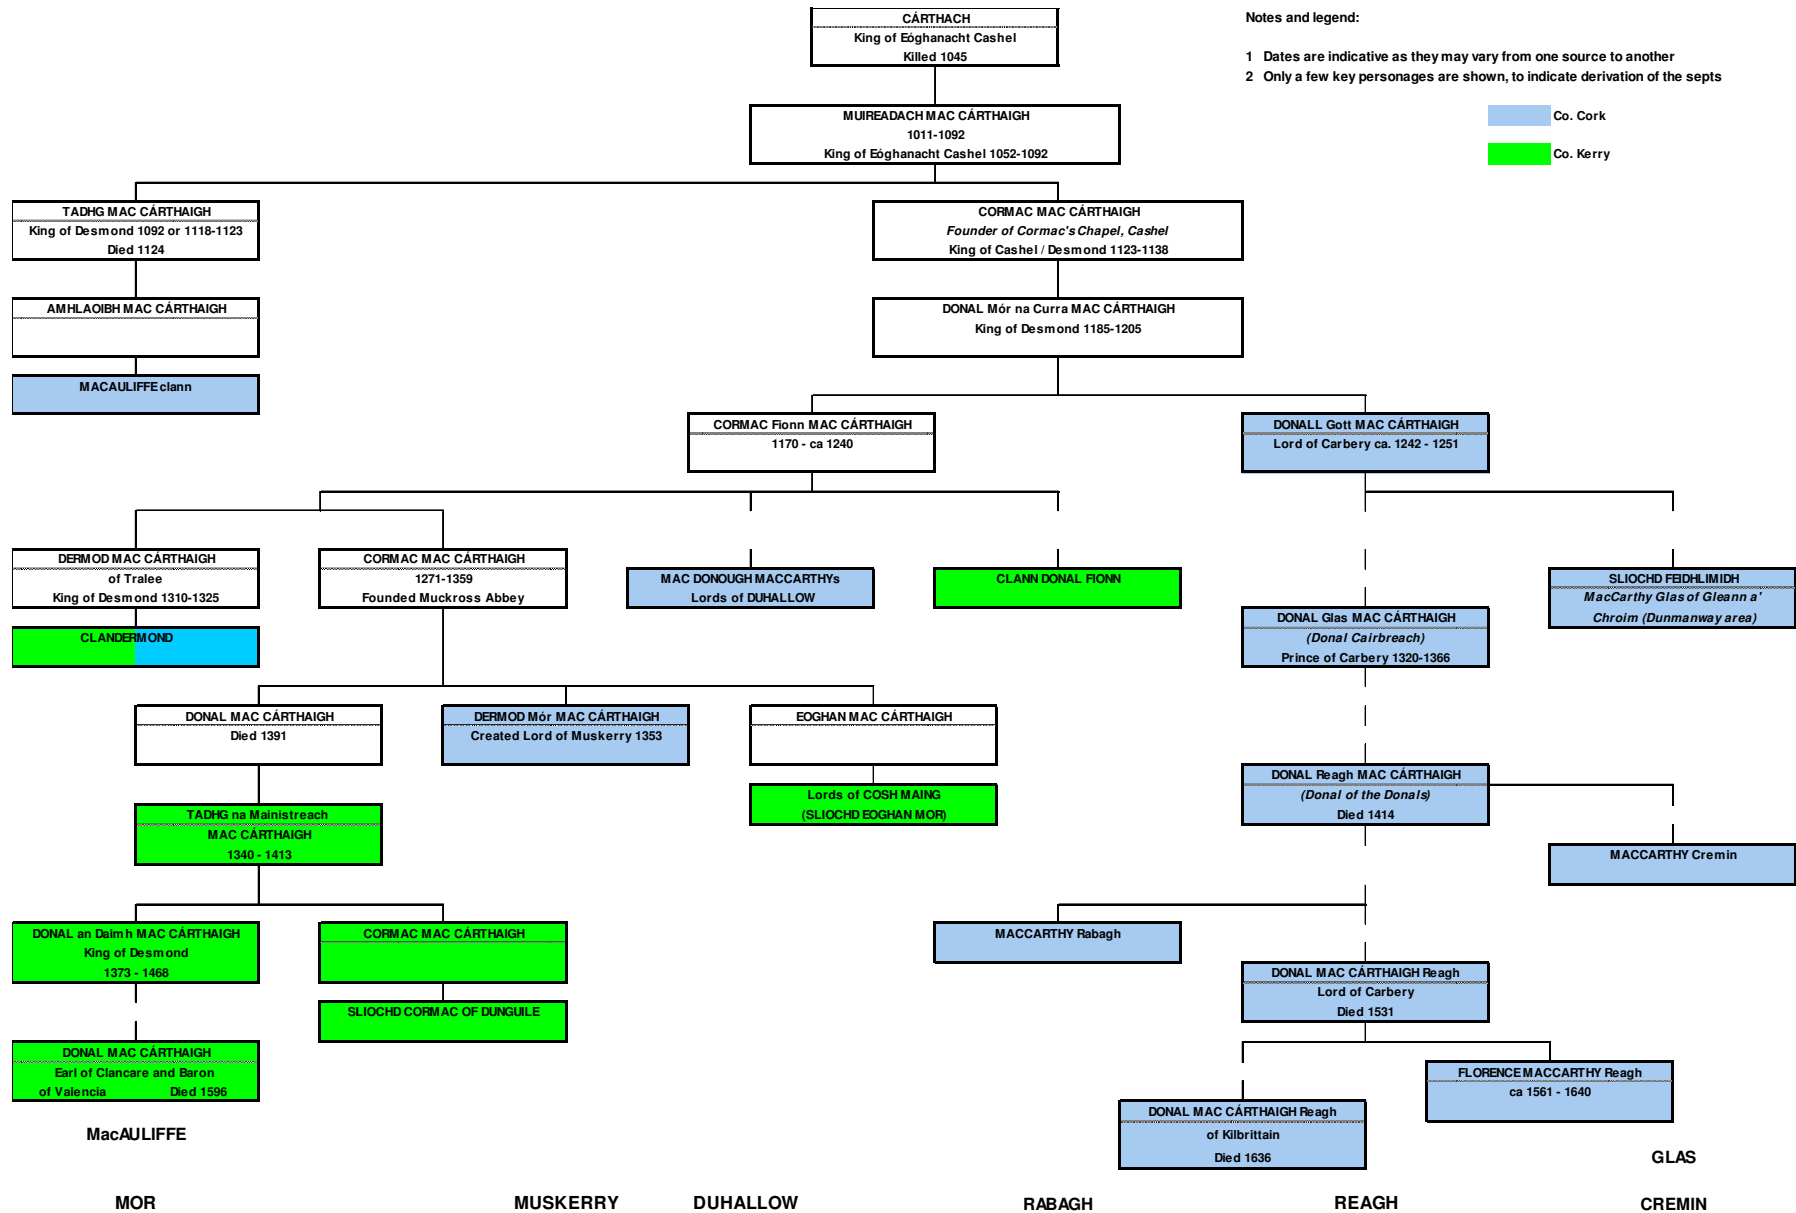 CÁRTHACH
King of Eóghanacht Cashel
Killed 1045
Notes and legend:
1 Dates are indicative as they may vary from one source to another
2 Only a few key personages are shown, to indicate derivation of the septs
Co. Cork
Co. Kerry
MUIREADACH MAC CÁRTHAIGH
1011-1092
King of Eóghanacht Cashel 1052-1092
TADHG MAC CÁRTHAIGH
King of Desmond 1092 or 1118-1123
Died 1124
CORMAC MAC CÁRTHAIGH
Founder of Cormac's Chapel, Cashel
King of Cashel / Desmond 1123-1138
AMHLAOIBH MAC CÁRTHAIGH
DONAL Mór na Curra MAC CÁRTHAIGH
King of Desmond 1185-1205
MACAULIFFE clann
CORMAC Fionn MAC CÁRTHAIGH
1170 - ca 1240
DONALL Gott MAC CÁRTHAIGH
Lord of Carbery ca. 1242 - 1251
DERMOD MAC CÁRTHAIGH
of Tralee
King of Desmond 1310-1325
CORMAC MAC CÁRTHAIGH
1271-1359
Founded Muckross Abbey
MAC DONOUGH MACCARTHYs
Lords of DUHALLOW
CLANN DONAL FIONN
SLIOCHD FEIDHLIMIDH
MacCarthy Glas of Gleann a'
Chroim (Dunmanway area)
CLANDERMOND
DONAL Glas MAC CÁRTHAIGH
(Donal Cairbreach)
Prince of Carbery 1320-1366
DONAL MAC CÁRTHAIGH
Died 1391
DERMOD Mór MAC CÁRTHAIGH
Created Lord of Muskerry 1353
EOGHAN MAC CÁRTHAIGH
Lords of COSH MAING
(SLIOCHD EOGHAN MOR)
DONAL Reagh MAC CÁRTHAIGH
(Donal of the Donals)
Died 1414
TADHG na Mainistreach
MAC CÁRTHAIGH
1340 - 1413
MACCARTHY Cremin
DONAL an Daimh MAC CÁRTHAIGH
King of Desmond
1373 - 1468
CORMAC MAC CÁRTHAIGH
MACCARTHY Rabagh
DONAL MAC CÁRTHAIGH Reagh
Lord of Carbery
Died 1531
SLIOCHD CORMAC OF DUNGUILE
DONAL MAC CÁRTHAIGH
Earl of Clancare and Baron
of Valencia Died 1596
FLORENCE MACCARTHY Reagh
ca 1561 - 1640
DONAL MAC CÁRTHAIGH Reagh
of Kilbrittain
Died 1636
MacAULIFFE
GLAS
MOR
MUSKERRY
DUHALLOW
RABAGH
REAGH
CREMIN